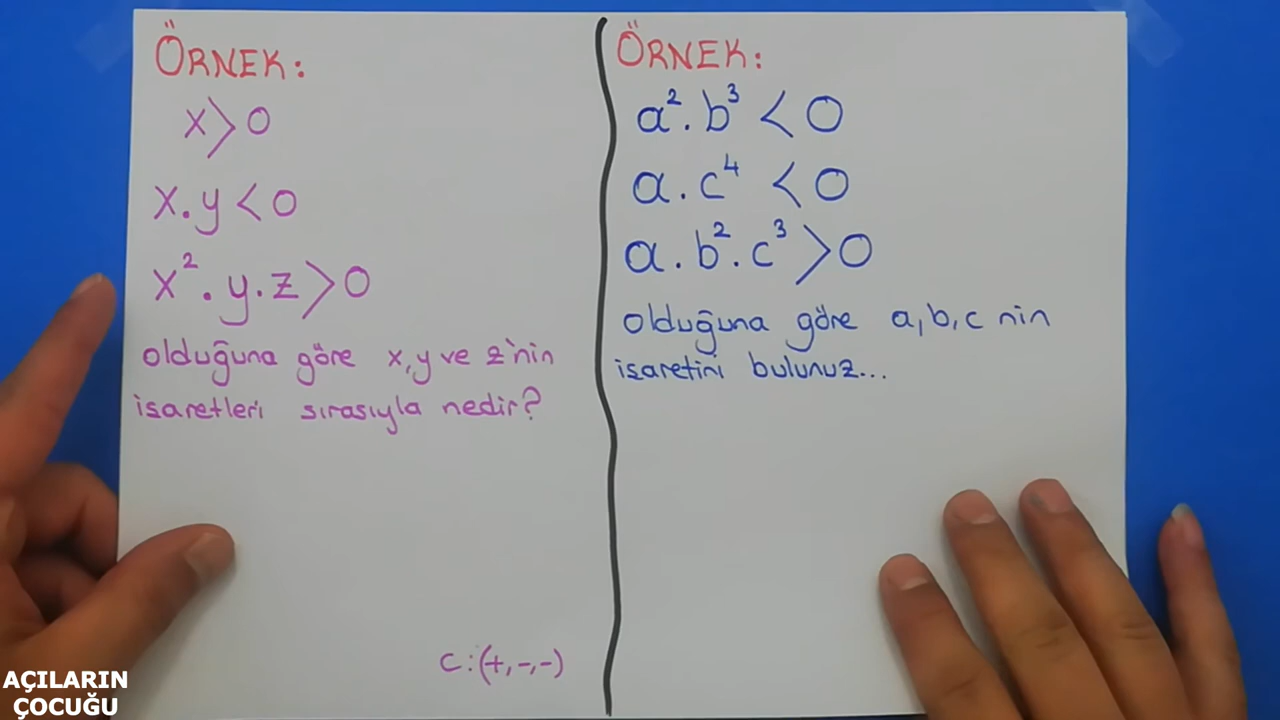 ÖRNEK:
x>0
x.y<0
x².y.z>0
olduğuna göre x,y ve z'nin
işaretleri sırasıyla nedir?
C:(+,-,-)
ÖRNEK:
a².b³<0
a.c⁴<0
a.b².c³>0
olduğuna göre a,b,c nin
işaretini bulunuz...
AÇILARIN
ÇOCUĞU